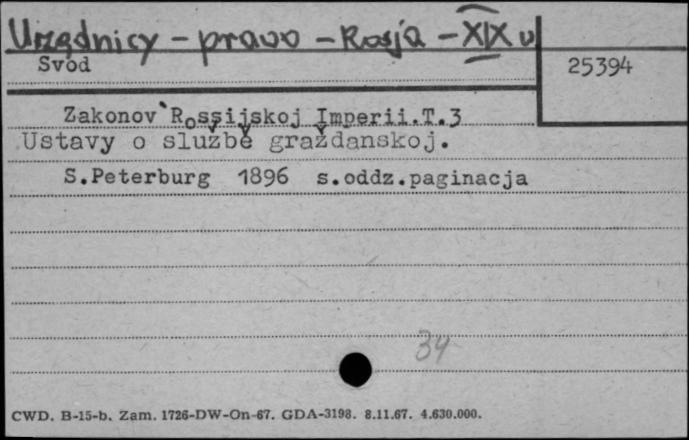 Urzędnicy - prawo - Rosja - XIX w
Svod
25394
Zakonov Rossijskoj Imperii.T.3
Ustavy o službě graždanskoj.
S.Peterburg 1896 s.oddz.paginacja
34
CWD. B-15-b. Zam. 1726-DW-On-67. GDA-3198. 8.11.67. 4.630.000.